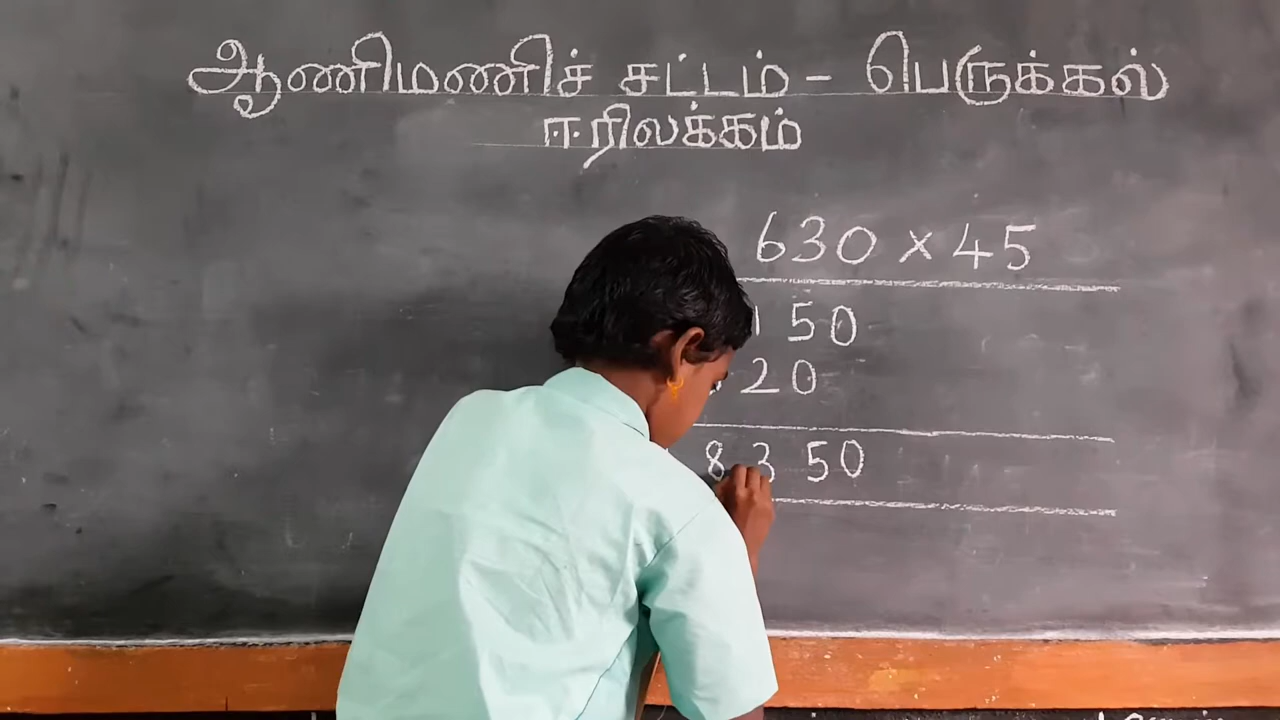 ஆணிமணிச் சட்டம் - பெருக்கல்
ஈரிலக்கம்
630 × 45
150
20
8350